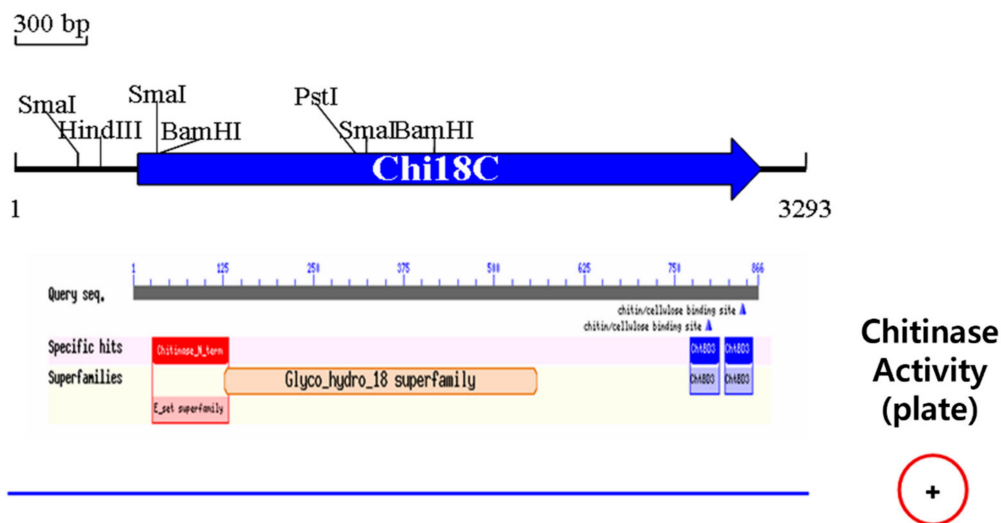 300 bp
SmaI
SmaI
PstI
HindIII
BamHI
SmaI
BamHI
Chi18C
1
3293
1 125 250 375 500 625 750 866
Query seq.
chitin/cellulose binding site
chitin/cellulose binding site
Specific hits
Chitinase_N_term
ChtBD3
ChtBD3
Superfamilies
Glyco_hydro_18 superfamily
ChtBD3
ChtBD3
E_set superfamily
Chitinase
Activity
(plate)
+